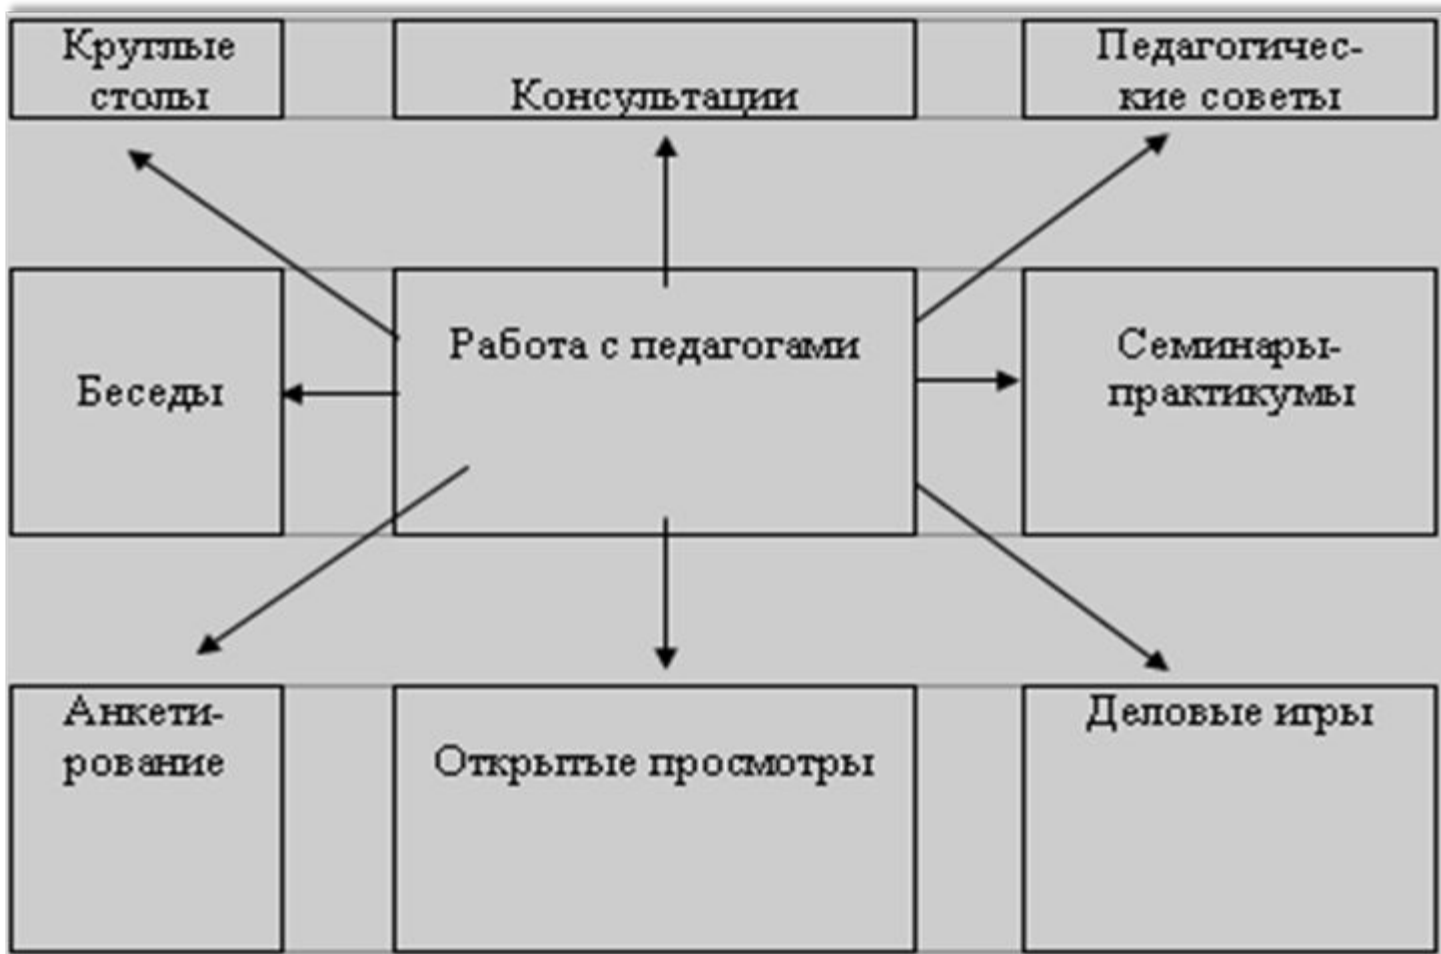 Круглые
столы
Консультации
Педагогичес-
кие советы
Беседы
Работа с педагогами
Семинары-
практикумы
Анкети-
рование
Открытые просмотры
Деловые игры